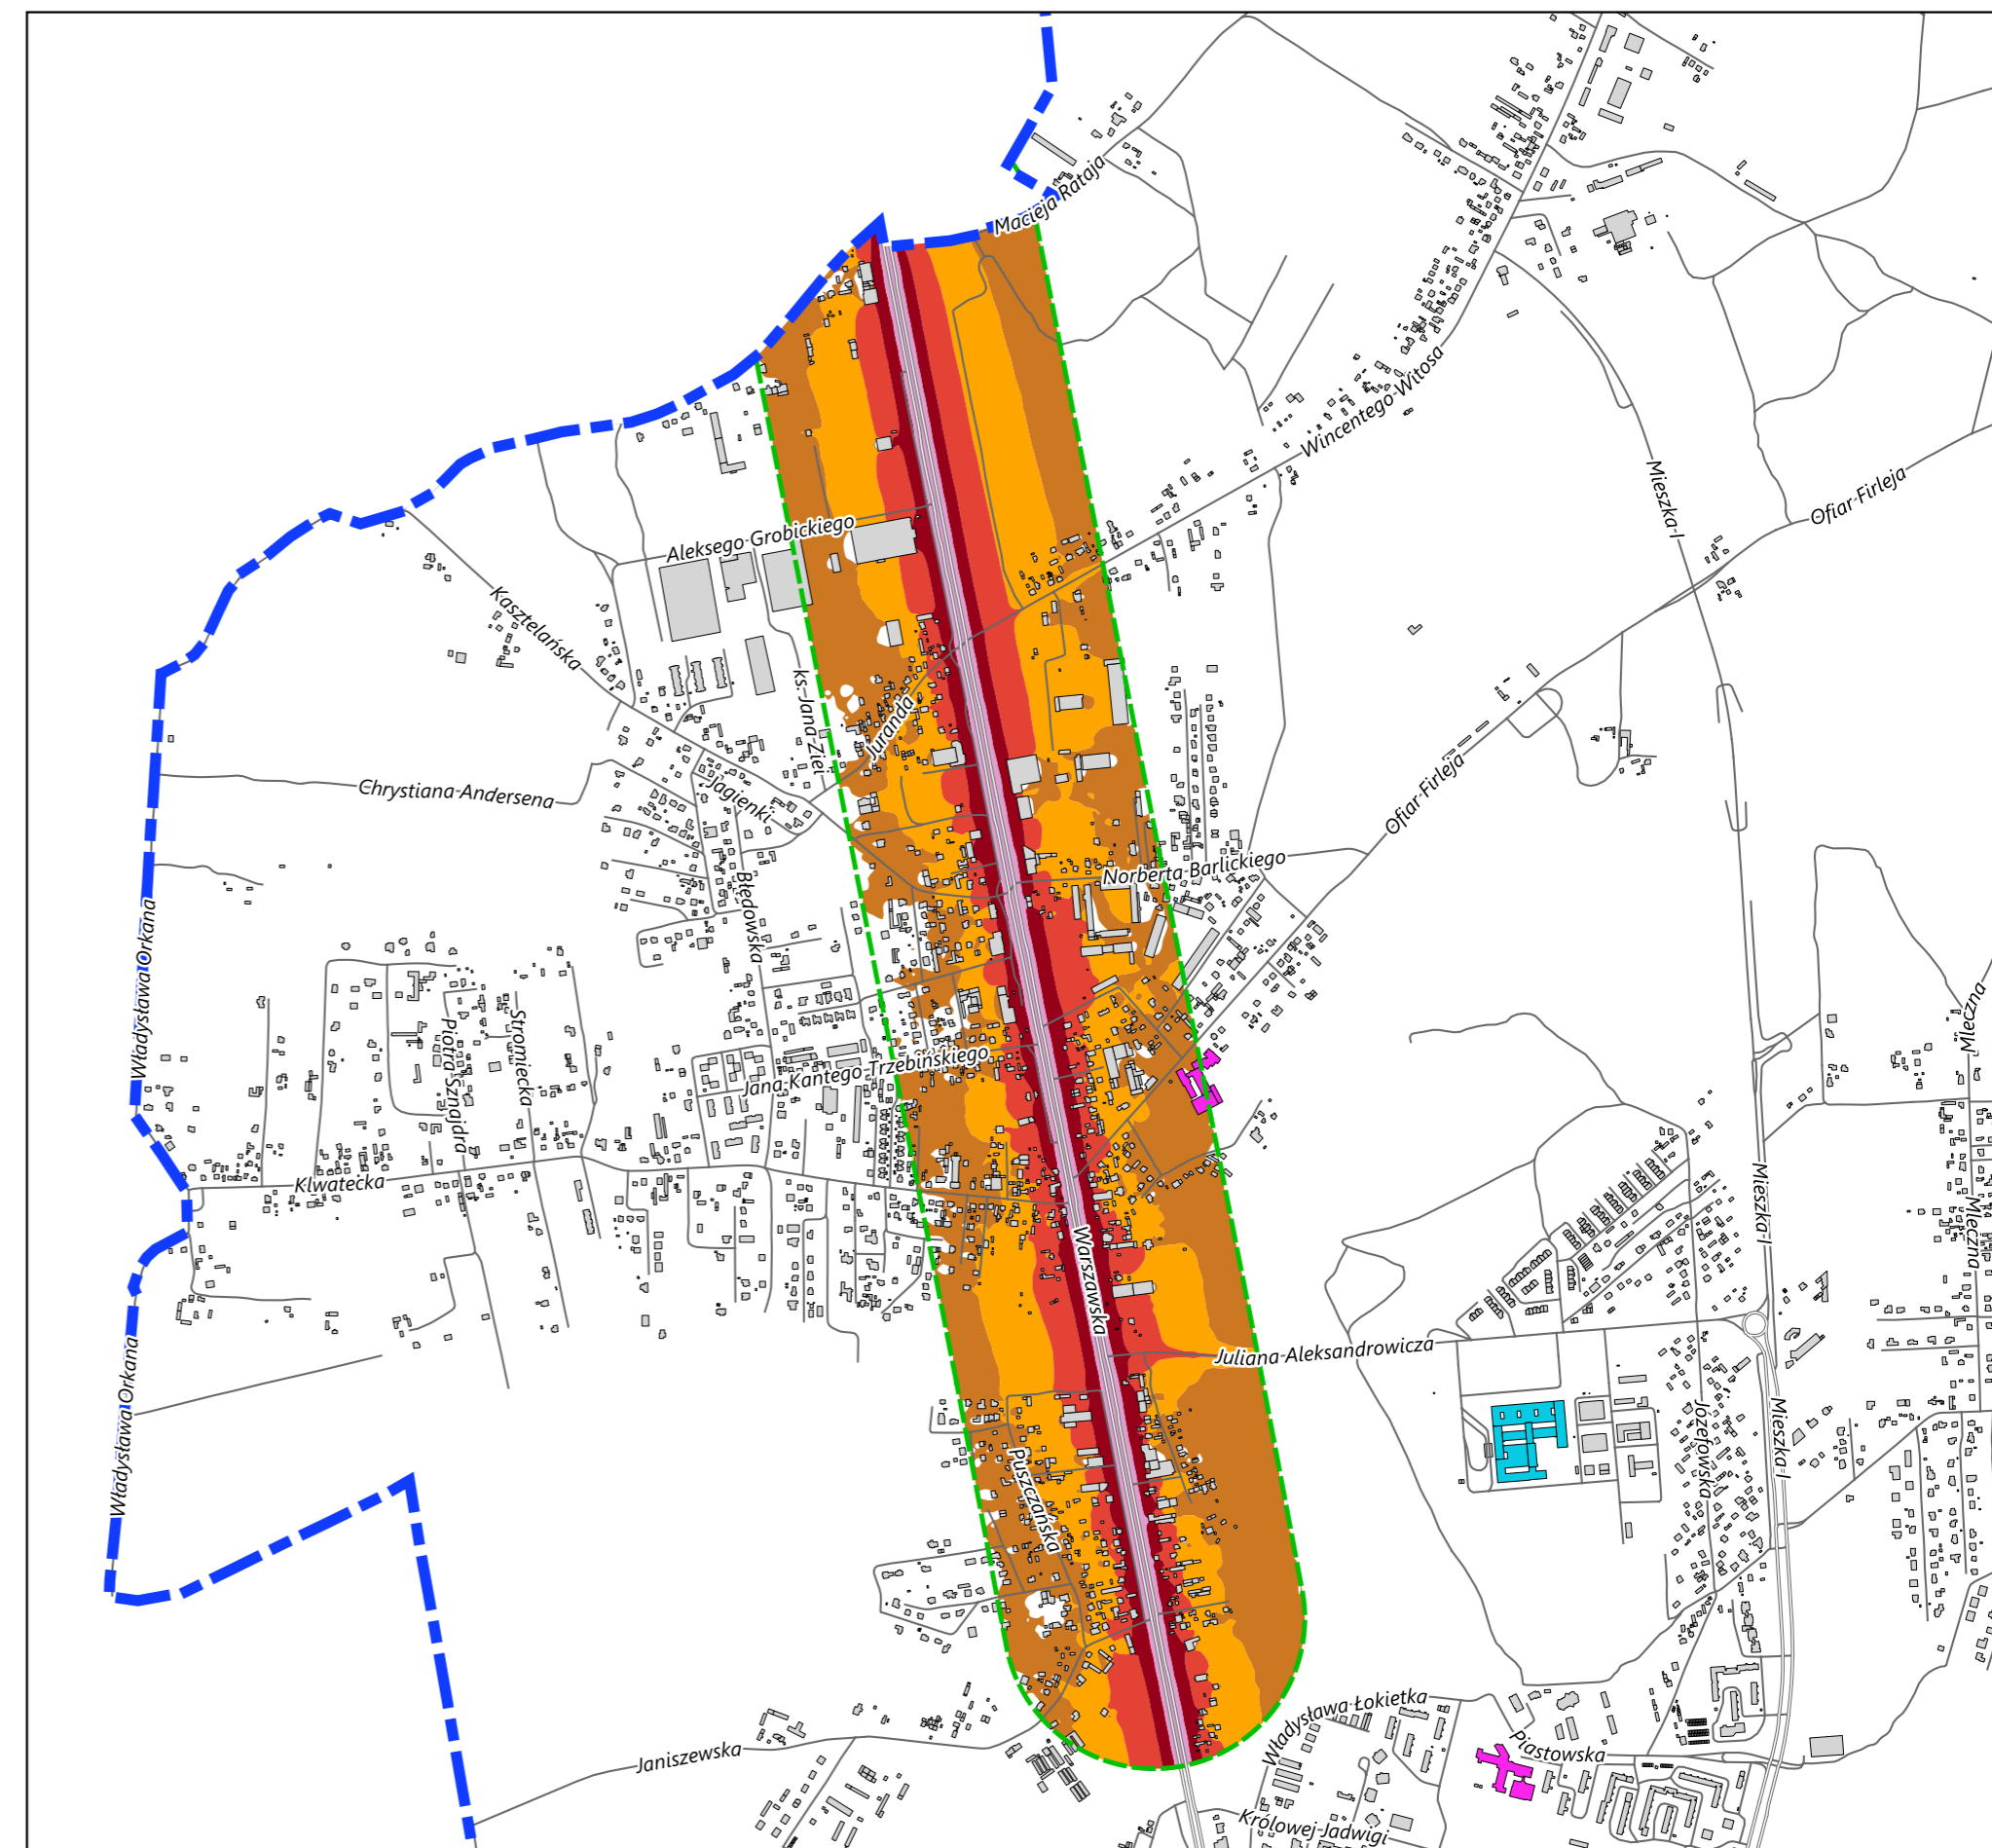 Macieja-Rataja
Wincentego-Witosa
Mieszka-I
Ofiar-Firleja
Aleksego-Grobickiego
Kasztelańska
ks.-Jana-Ziei
Juranda
Chrystiana-Andersena
Jagienki
Ofiar-Firleja
Norberta-Barlickiego
Błędowska
Władysława-Orkana
Stromiecka
Piotra-Sznajdra
Jana-Kantego-Trzebińskiego
Mleczna
Klwatecka
Mieszka-I
Mleczna
Warszawska
Juliana-Aleksandrowicza
Władysława-Orkana
Józefowska
Mieszka-I
Puszczańska
Władysława-Łokietka
Janiszewska
Piastowska
Królowej-Jadwigi